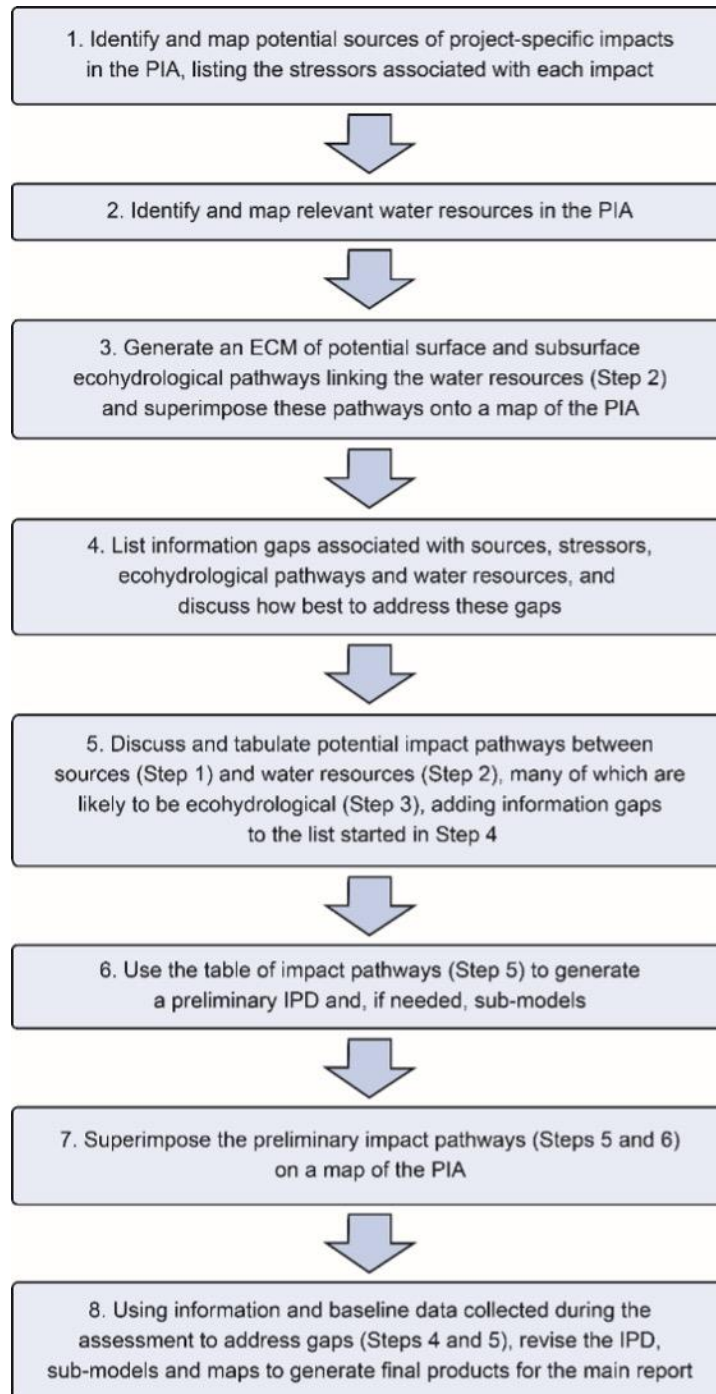 1. Identify and map potential sources of project-specific impacts
in the PIA, listing the stressors associated with each impact
2. Identify and map relevant water resources in the PIA
3. Generate an ECM of potential surface and subsurface
ecohydrological pathways linking the water resources (Step 2)
and superimpose these pathways onto a map of the PIA
4. List information gaps associated with sources, stressors,
ecohydrological pathways and water resources, and
discuss how best to address these gaps
5. Discuss and tabulate potential impact pathways between
sources (Step 1) and water resources (Step 2), many of which are
likely to be ecohydrological (Step 3), adding information gaps
to the list started in Step 4
6. Use the table of impact pathways (Step 5) to generate
a preliminary IPD and, if needed, sub-models
7. Superimpose the preliminary impact pathways (Steps 5 and 6)
on a map of the PIA
8. Using information and baseline data collected during the
assessment to address gaps (Steps 4 and 5), revise the IPD,
sub-models and maps to generate final products for the main report